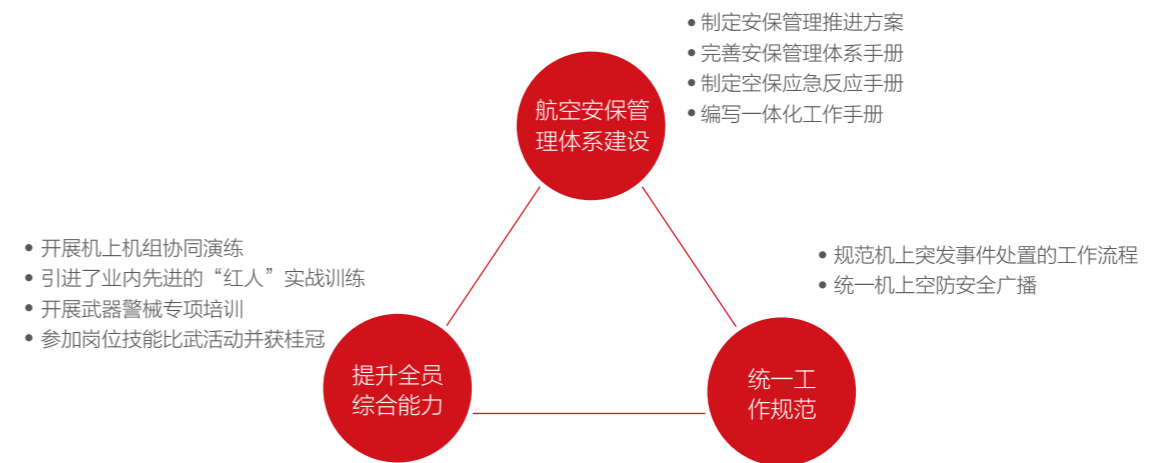 • 制定安保管理推进方案
• 完善安保管理体系手册
• 制定空保应急反应手册
• 编写一体化工作手册
航空安保管
理体系建设
• 开展机上机组协同演练
• 引进了业内先进的“红人”实战训练
• 开展武器警械专项培训
• 参加岗位技能比武活动并获桂冠
提升全员
综合能力
• 规范机上突发事件处置的工作流程
• 统一机上空防安全广播
统一工
作规范